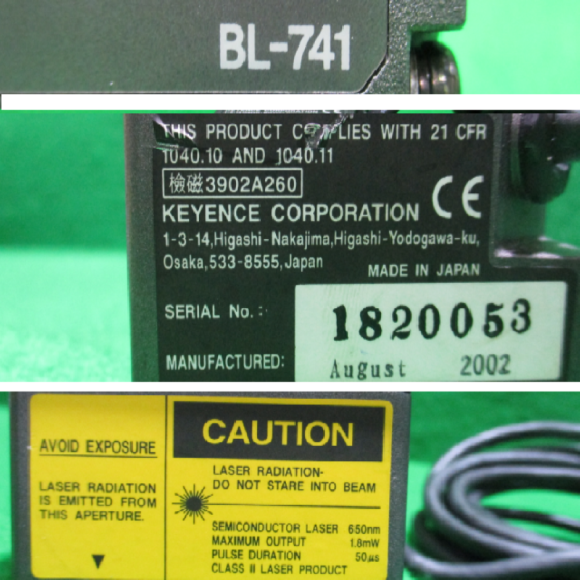 BL-741
THIS PRODUCT COMPLIES WITH 21 CFR
1040.10 AND 1040.11
檢磁3902A260
KEYENCE CORPORATION CE
1-3-14,Higashi-Nakajima,Higashi-Yodogawa-ku,
Osaka,533-8555,Japan
MADE IN JAPAN
SERIAL No.: 1820053
MANUFACTURED: August 2002
AVOID EXPOSURE
LASER RADIATION
IS EMITTED FROM
THIS APERTURE.
CAUTION
LASER RADIATION-
DO NOT STARE INTO BEAM
SEMICONDUCTOR LASER 650nm
MAXIMUM OUTPUT 1.8mW
PULSE DURATION 50µs
CLASS II LASER PRODUCT